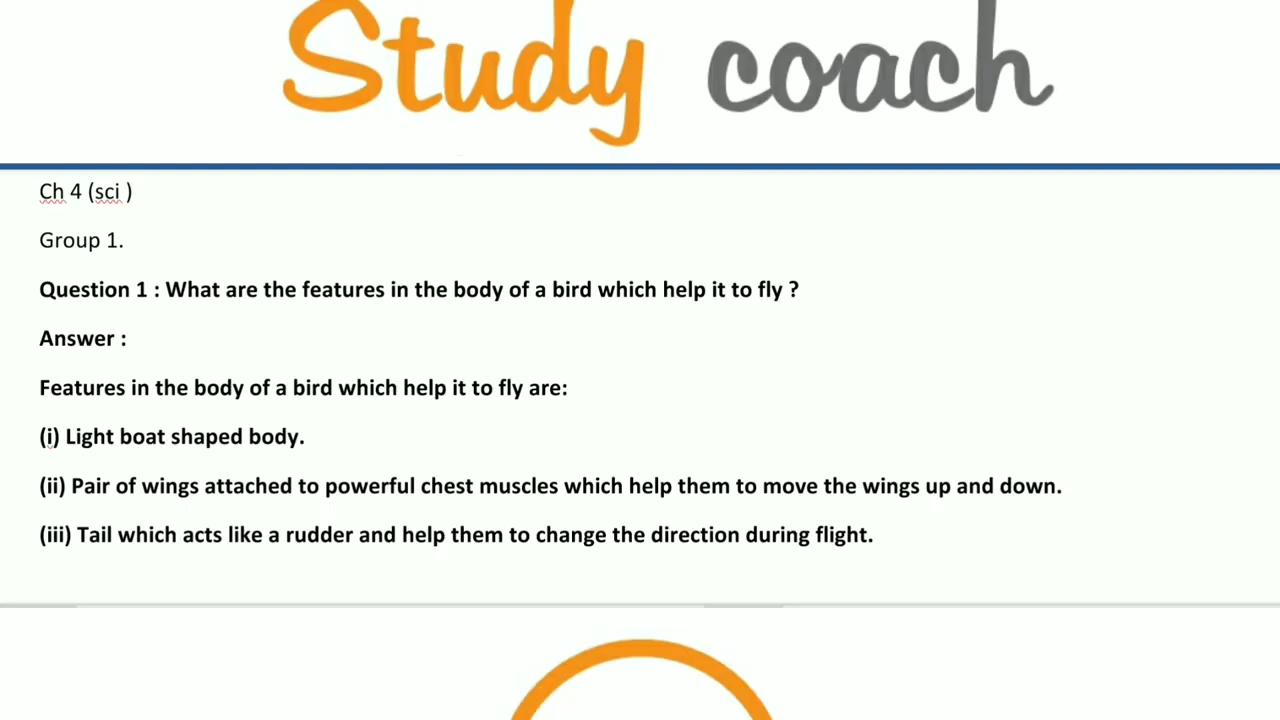 Study coach
Ch 4 (sci )
Group 1.
Question 1 : What are the features in the body of a bird which help it to fly ?
Answer :
Features in the body of a bird which help it to fly are:
(i) Light boat shaped body.
(ii) Pair of wings attached to powerful chest muscles which help them to move the wings up and down.
(iii) Tail which acts like a rudder and help them to change the direction during flight.